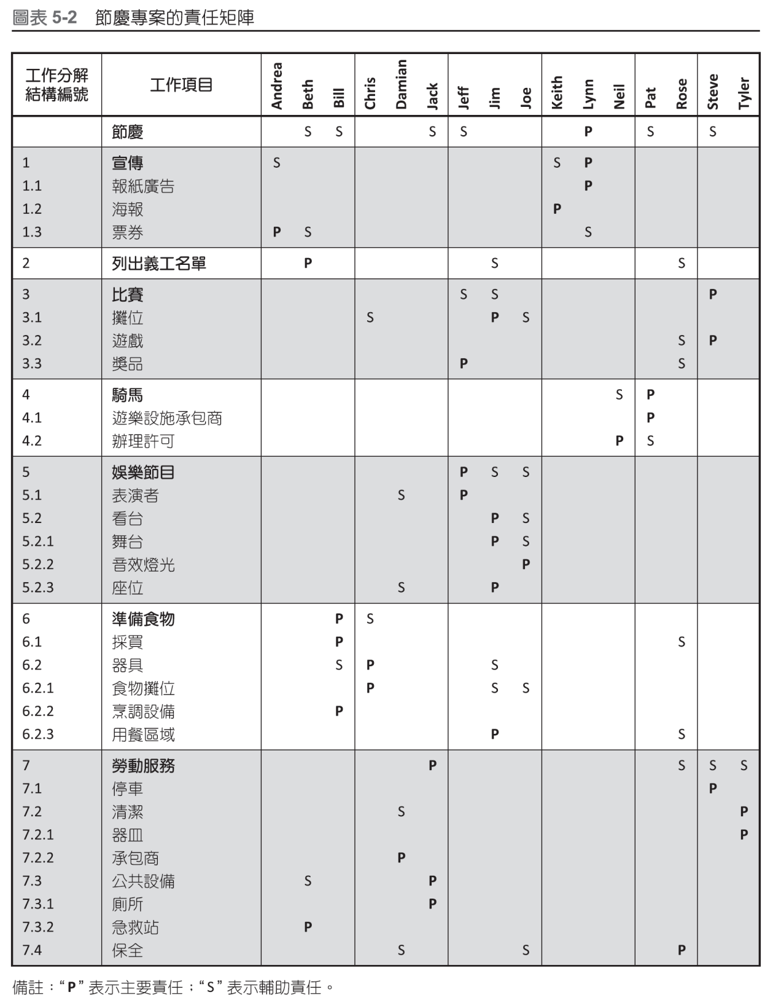 圖表 5-2 節慶專案的責任矩陣
工作分解結構編號 工作項目 Andrea Beth Bill Chris Damian Jack Jeff Jim Joe Keith Lynn Neil Pat Rose Steve Tyler
節慶 S S S S P S S
1 宣傳 S S P
1.1 報紙廣告 P
1.2 海報 P
1.3 票券 P S S
2 列出義工名單 P S S
3 比賽 S S P
3.1 攤位 S P S
3.2 遊戲 S P
3.3 獎品 P S
4 騎馬 S P
4.1 遊樂設施承包商 P
4.2 辦理許可 P S
5 娛樂節目 P S S
5.1 表演者 S P
5.2 看台 P S
5.2.1 舞台 P S
5.2.2 音效燈光 P
5.2.3 座位 S P
6 準備食物 P S
6.1 採買 P S
6.2 器具 S P S
6.2.1 食物攤位 P S S
6.2.2 烹調設備 P
6.2.3 用餐區域 P S
7 勞動服務 P S S S
7.1 停車 P
7.2 清潔 S P
7.2.1 器皿 P
7.2.2 承包商 P
7.3 公共設備 S P
7.3.1 廁所 P
7.3.2 急救站 P
7.4 保全 S S P
備註：“P”表示主要責任；“S”表示輔助責任。